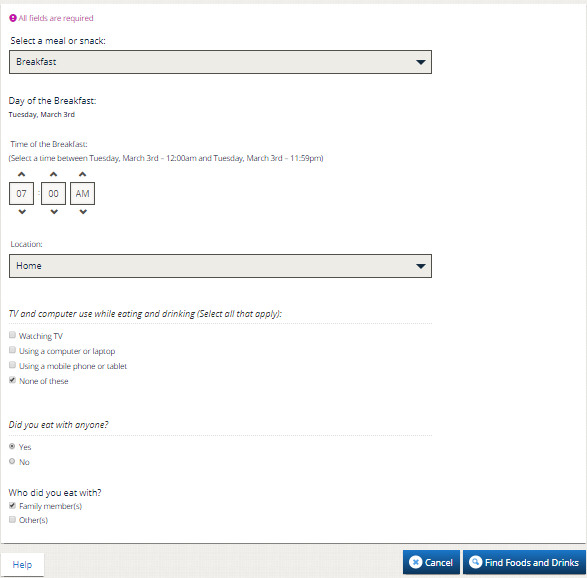 All fields are required
Select a meal or snack:
Breakfast
Day of the Breakfast:
Tuesday, March 3rd
Time of the Breakfast:
(Select a time between Tuesday, March 3rd - 12:00am and Tuesday, March 3rd - 11:59pm)
07 : 00 AM
Location:
Home
TV and computer use while eating and drinking (Select all that apply):
Watching TV
Using a computer or laptop
Using a mobile phone or tablet
None of these
Did you eat with anyone?
Yes
No
Who did you eat with?
Family member(s)
Other(s)
Help
Cancel
Find Foods and Drinks